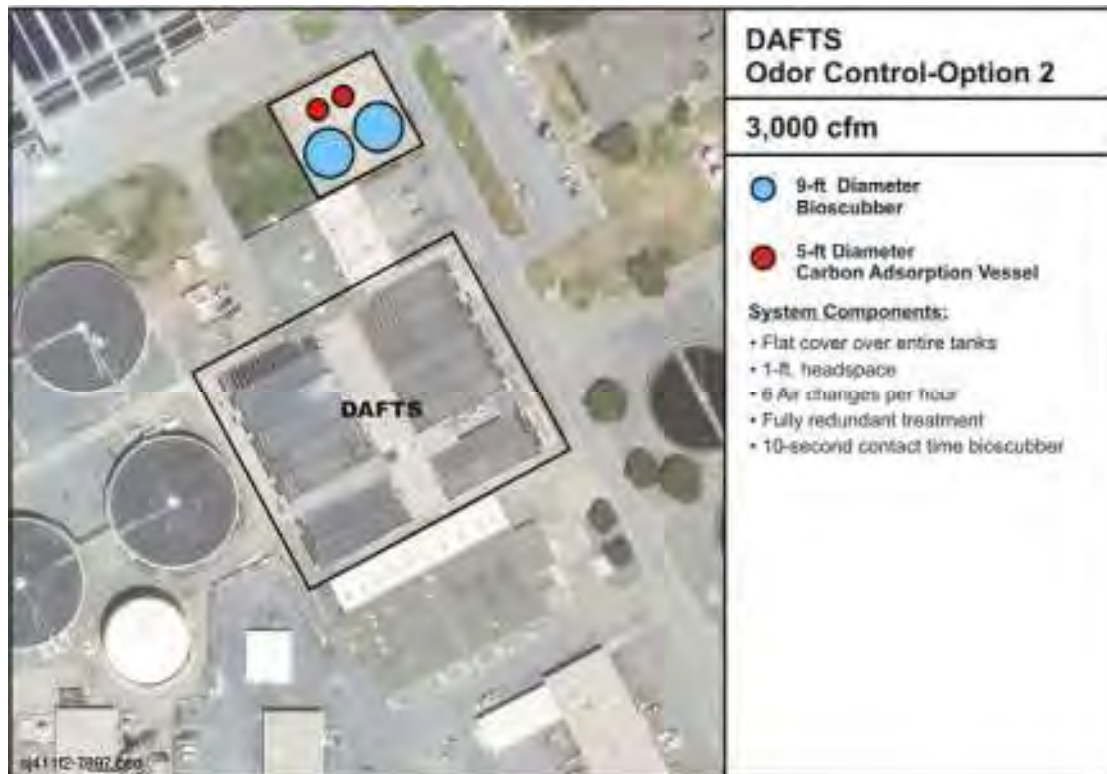 DAFTS
Odor Control-Option 2
3,000 cfm
9-ft Diameter
Bioscubber
5-ft Diameter
Carbon Adsorption Vessel
System Components:
• Flat cover over entire tanks
• 1-ft. headspace
• 6 Air changes per hour
• Fully redundant treatment
• 10-second contact time bioscubber
DAFTS